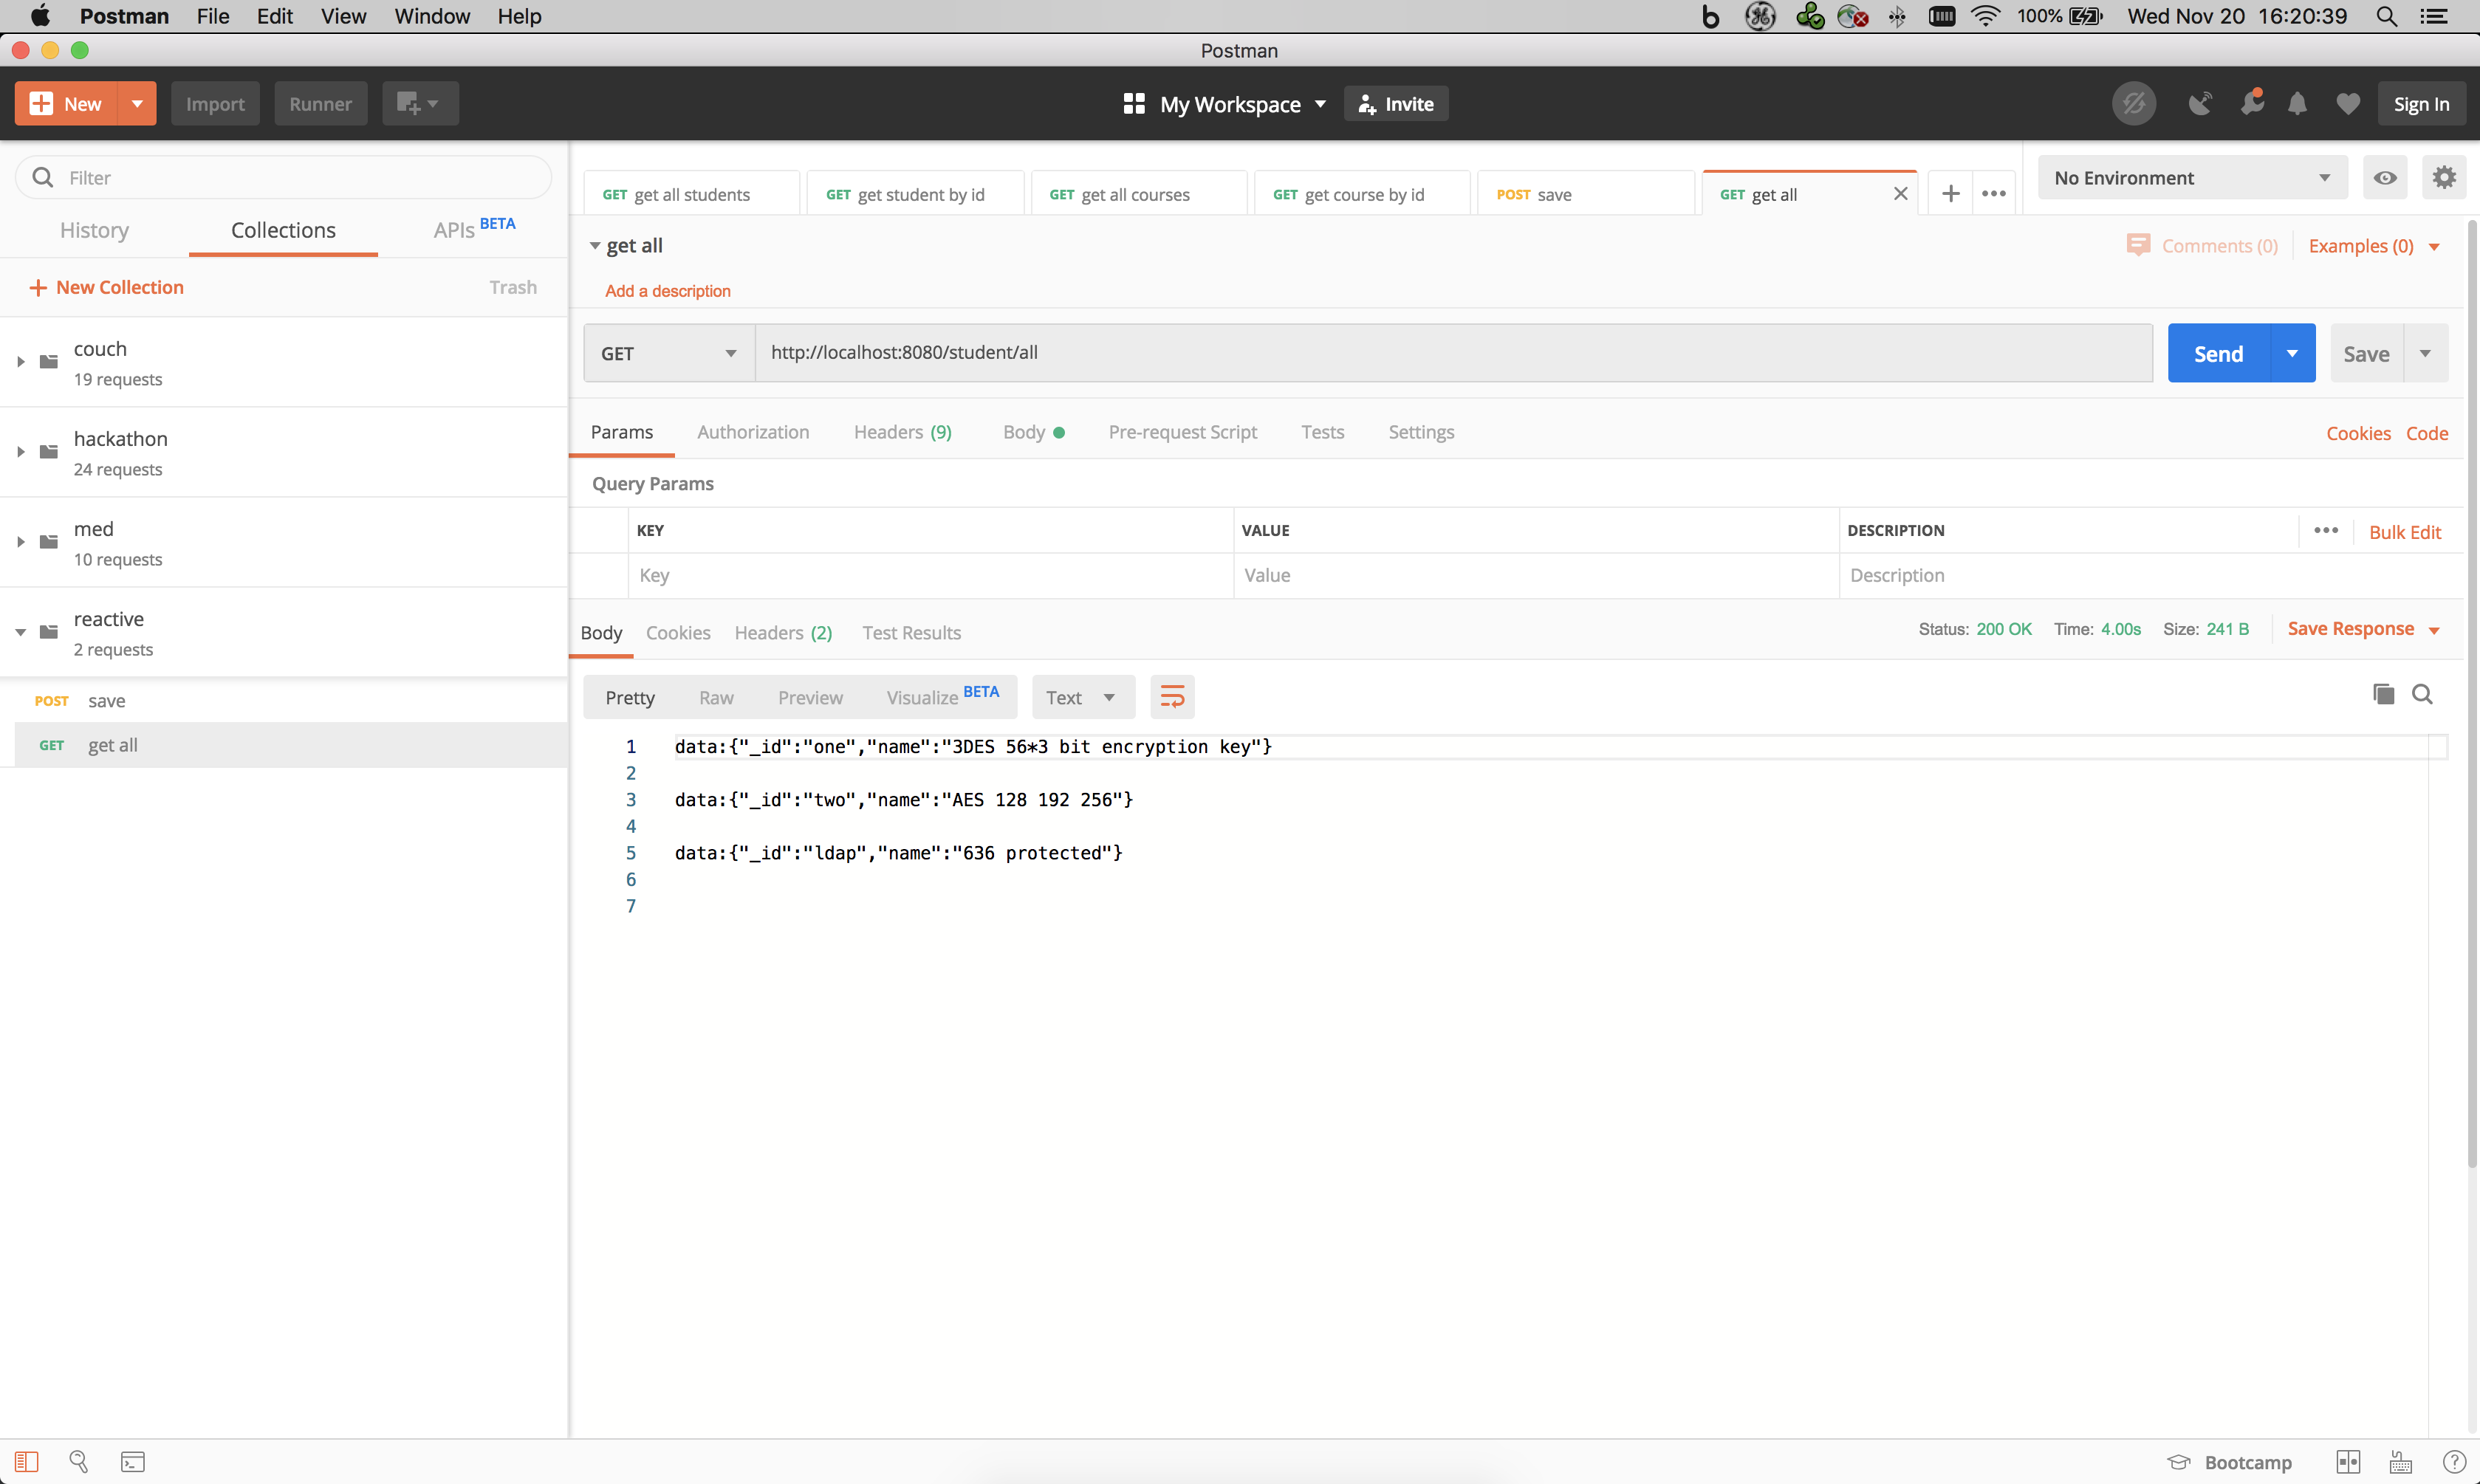 Postman File Edit View Window Help 100% Wed Nov 20 16:20:39
Postman
New Import Runner My Workspace Invite Sign In
Filter
History Collections APIs BETA
New Collection Trash
couch
19 requests
hackathon
24 requests
med
10 requests
reactive
2 requests
POST save
GET get all
GET get all students GET get student by id GET get all courses GET get course by id POST save GET get all No Environment
get all Comments (0) Examples (0)
Add a description
GET http://localhost:8080/student/all Send Save
Params Authorization Headers (9) Body Pre-request Script Tests Settings Cookies Code
Query Params
KEY VALUE DESCRIPTION Bulk Edit
Key Value Description
Body Cookies Headers (2) Test Results Status: 200 OK Time: 4.00s Size: 241 B Save Response
Pretty Raw Preview Visualize BETA Text
1 data:{"_id":"one","name":"3DES 56*3 bit encryption key"}
2
3 data:{"_id":"two","name":"AES 128 192 256"}
4
5 data:{"_id":"ldap","name":"636 protected"}
6
7
Bootcamp